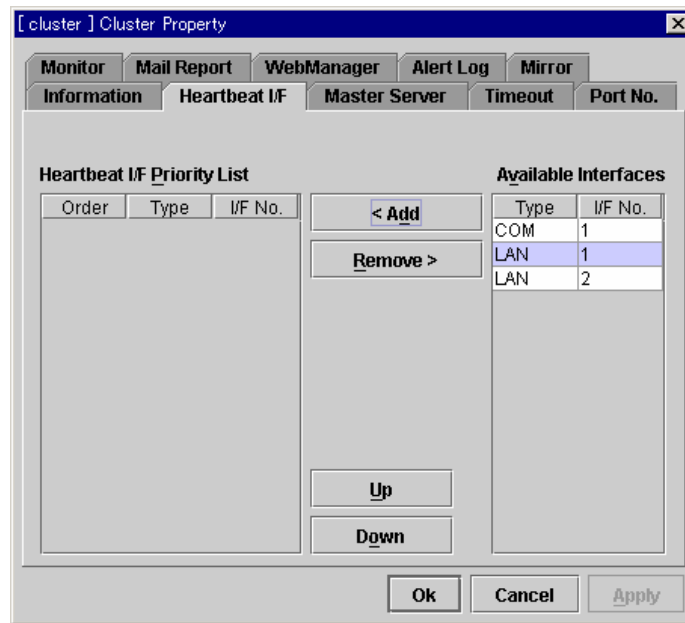 [ cluster ] Cluster Property
Monitor Mail Report WebManager Alert Log Mirror
Information Heartbeat I/F Master Server Timeout Port No.
Heartbeat I/F Priority List Available Interfaces
Order Type I/F No. < Add Type I/F No.
COM 1
Remove > LAN 1
LAN 2
Up
Down
Ok Cancel Apply